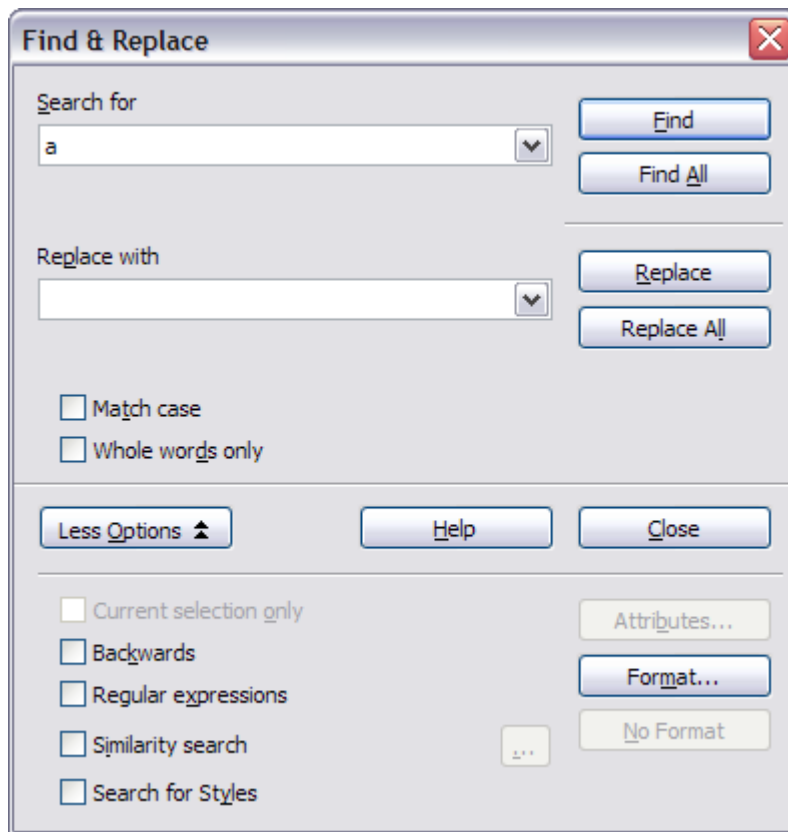 Find & Replace
Search for
a
Find
Find All
Replace with
Replace
Replace All
Match case
Whole words only
Less Options
Help
Close
Current selection only
Attributes...
Backwards
Regular expressions
Format...
Similarity search
...
No Format
Search for Styles